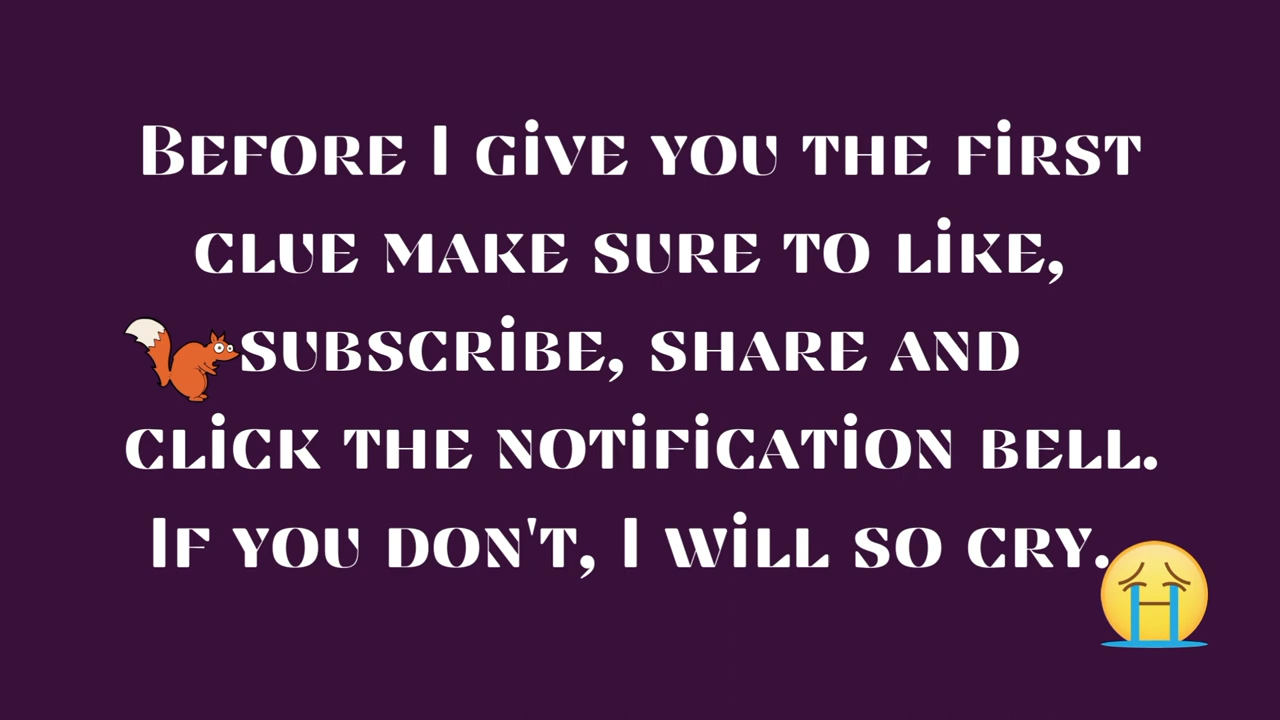 Before I give you the first
clue make sure to like,
subscribe, share and
click the notification bell.
If you don't, I will so cry.